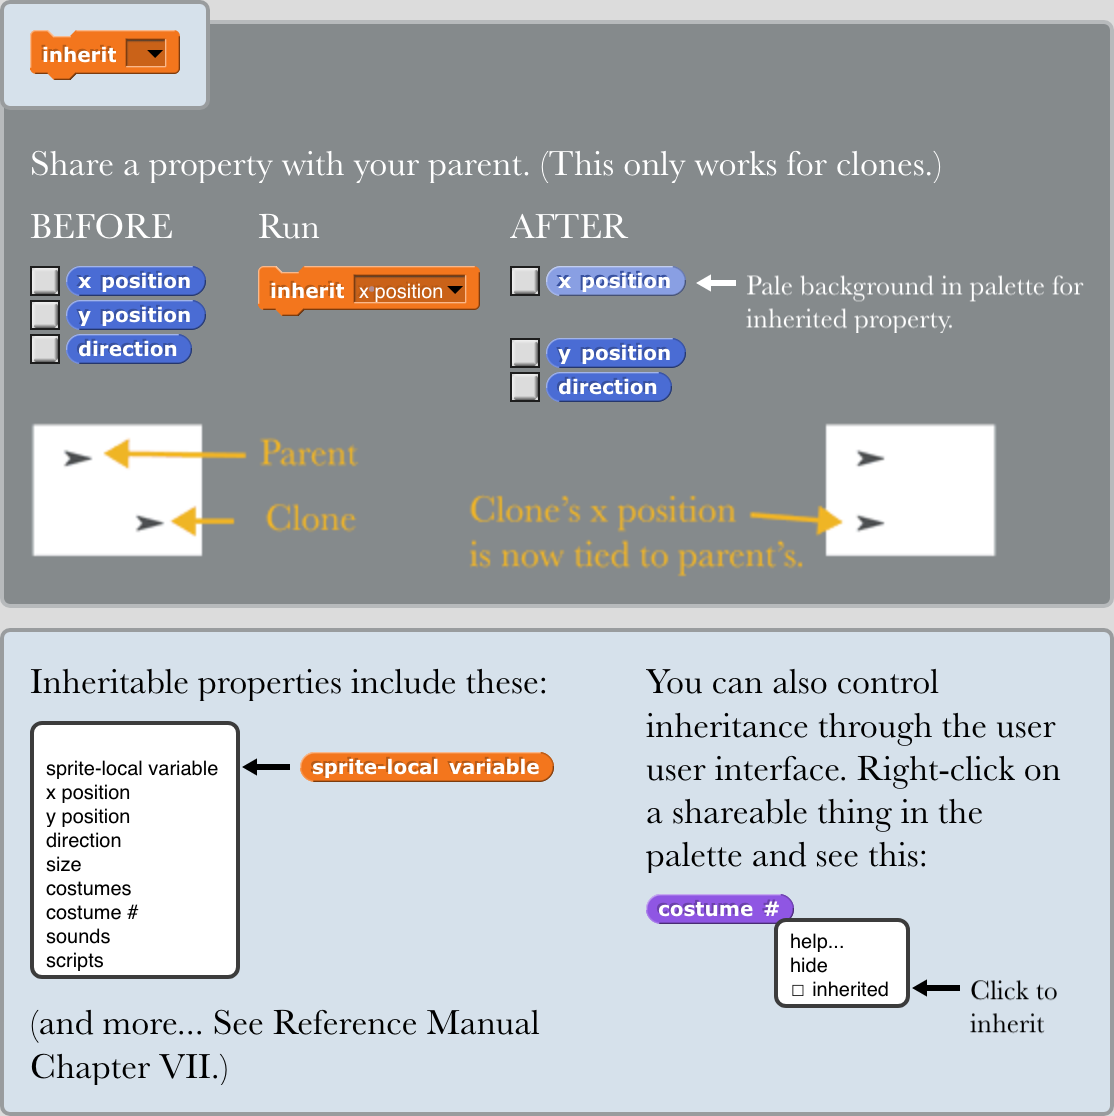 inherit
Share a property with your parent. (This only works for clones.)
BEFORE
Run
AFTER
x position
y position
direction
inherit x position
x position
Pale background in palette for
inherited property.
y position
direction
Parent
Clone
Clone's x position
is now tied to parent's.
Inheritable properties include these:
sprite-local variable
x position
y position
direction
size
costumes
costume #
sounds
scripts
sprite-local variable
(and more... See Reference Manual
Chapter VII.)
You can also control
inheritance through the user
user interface. Right-click on
a shareable thing in the
palette and see this:
costume #
help...
hide
inherited
Click to
inherit